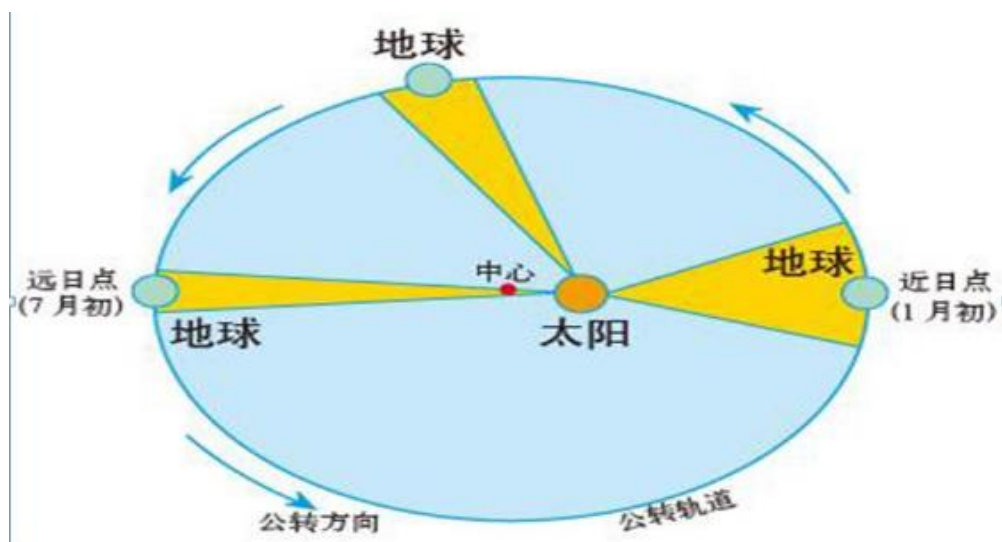 地球
远日点
(7 月初)
地球
中心
太阳
地球
近日点
(1 月初)
公转方向
公转轨道